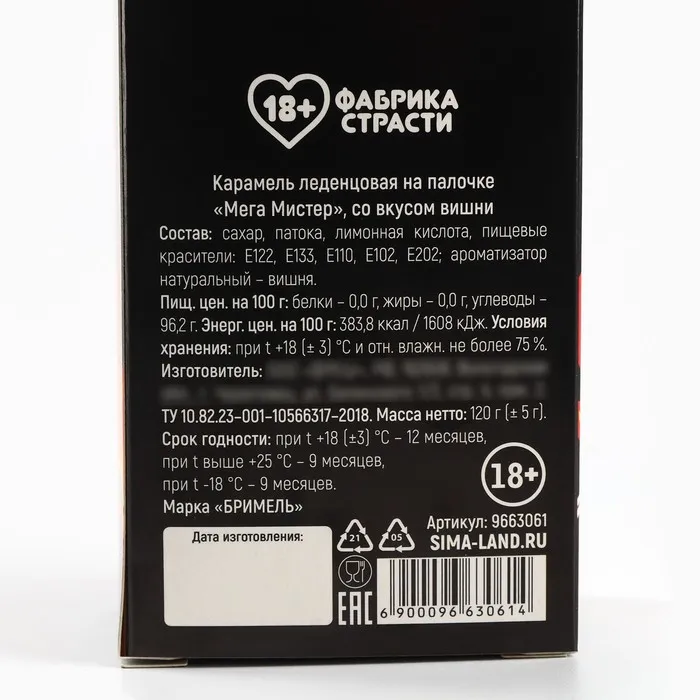 18+ ФАБРИКА
СТРАСТИ
Карамель леденцовая на палочке
«Мега Мистер», со вкусом вишни
Состав: сахар, патока, лимонная кислота, пищевые
красители: Е122, Е133, Е110, Е102, Е202; ароматизатор
натуральный – вишня.
Пищ. цен. на 100 г: белки – 0,0 г, жиры – 0,0 г, углеводы –
96,2 г. Энерг. цен. на 100 г: 383,8 ккал / 1608 кДж. Условия
хранения: при t +18 (± 3) °С и отн. влажн. не более 75 %.
Изготовитель:
ТУ 10.82.23–001–10566317–2018. Масса нетто: 120 г (± 5 г).
Срок годности: при t +18 (±3) °С – 12 месяцев,
при t выше +25 °С – 9 месяцев,
при t -18 °С – 9 месяцев.
18+
Марка «БРИМЕЛЬ»
Артикул: 9663061
SIMA-LAND.RU
Дата изготовления:
21
05
EAC
6 900096 630614